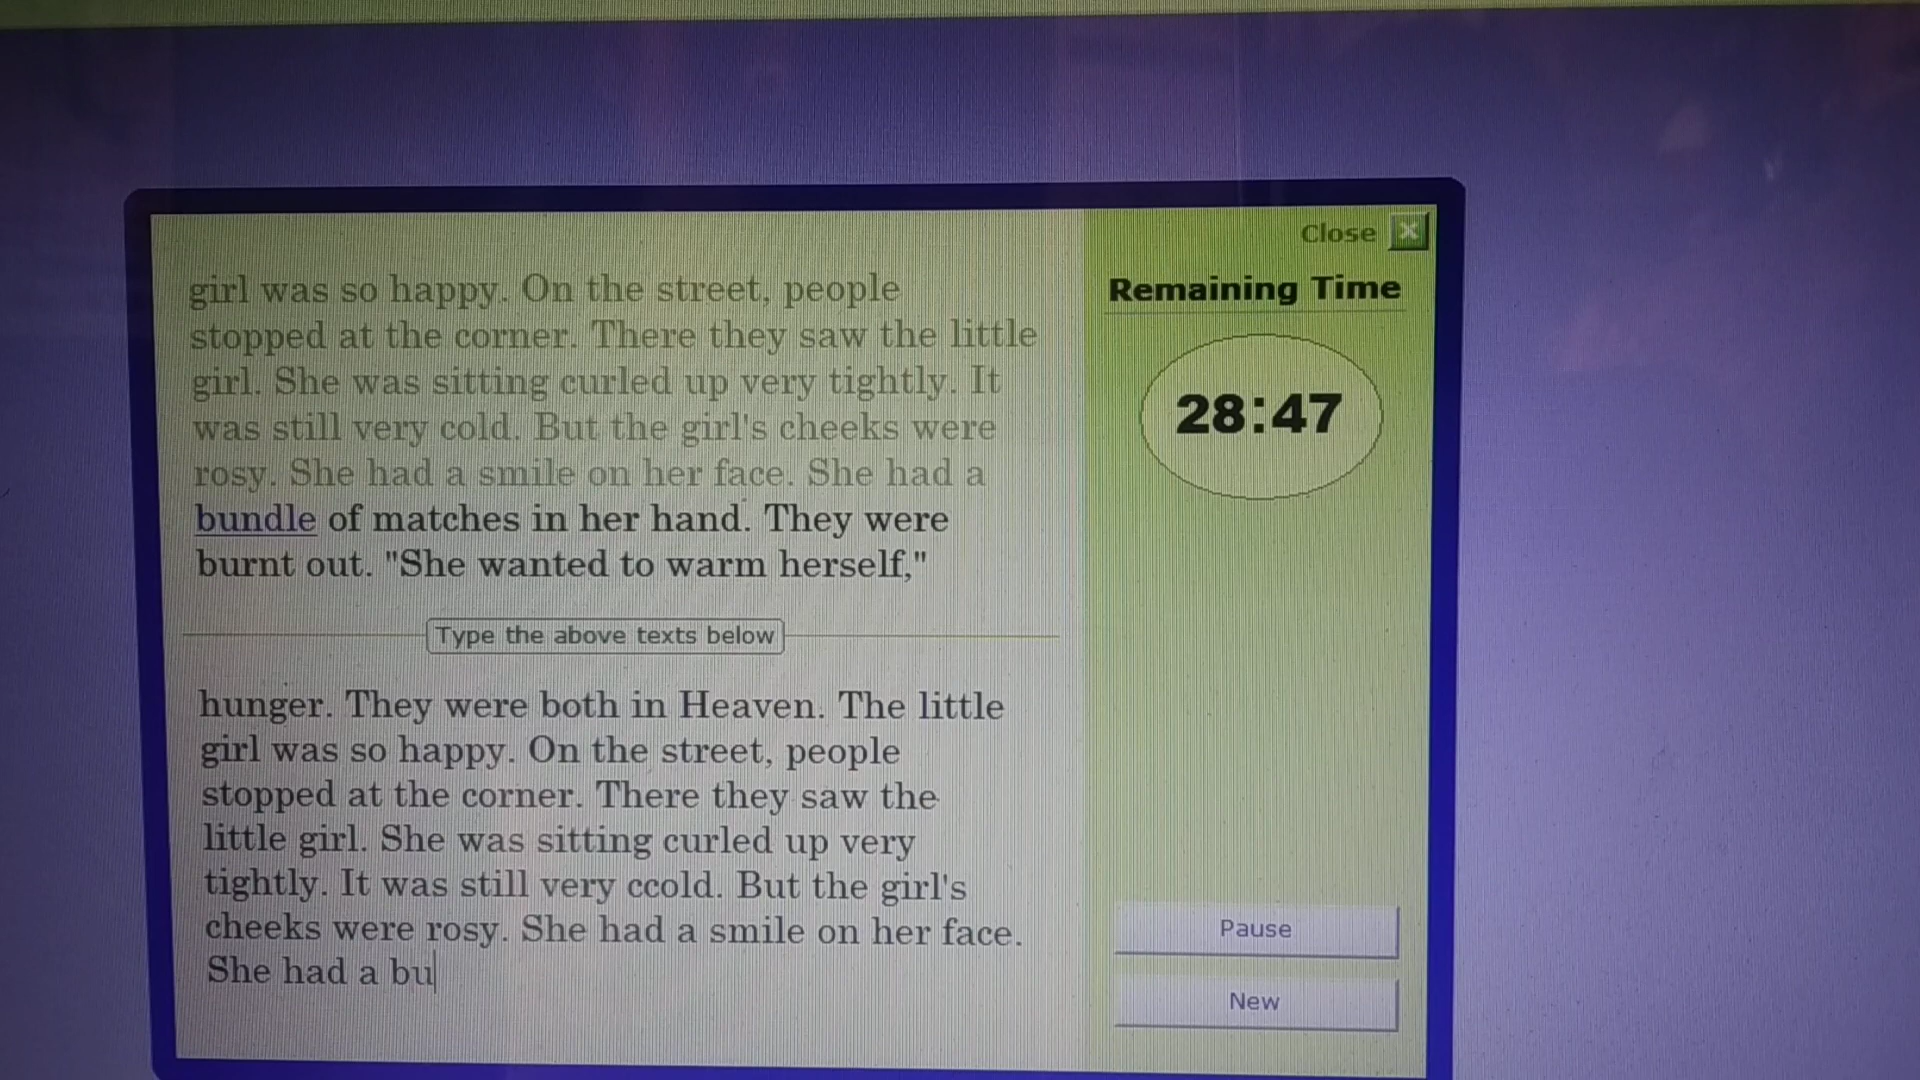 Close
girl was so happy. On the street, people
stopped at the corner. There they saw the little
girl. She was sitting curled up very tightly. It
was still very cold. But the girl's cheeks were
rosy. She had a smile on her face. She had a
bundle of matches in her hand. They were
burnt out. "She wanted to warm herself,"
Remaining Time
28:47
Type the above texts below
hunger. They were both in Heaven. The little
girl was so happy. On the street, people
stopped at the corner. There they saw the
little girl. She was sitting curled up very
tightly. It was still very ccold. But the girl's
cheeks were rosy. She had a smile on her face.
She had a bu
Pause
New